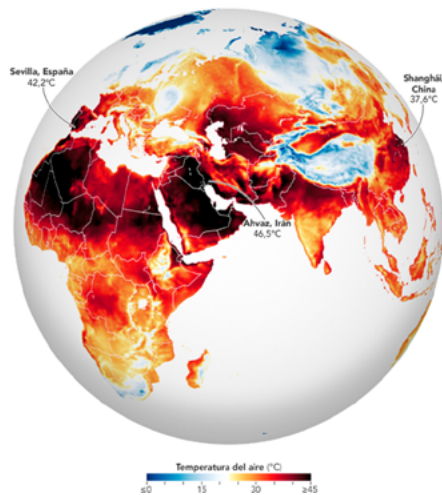 Sevilla, España
42,2°C
Shanghái,
China
37,6°C
Ahvaz, Irán
46,5°C
Temperatura del aire (°C)
≤0 15 30 ≥45